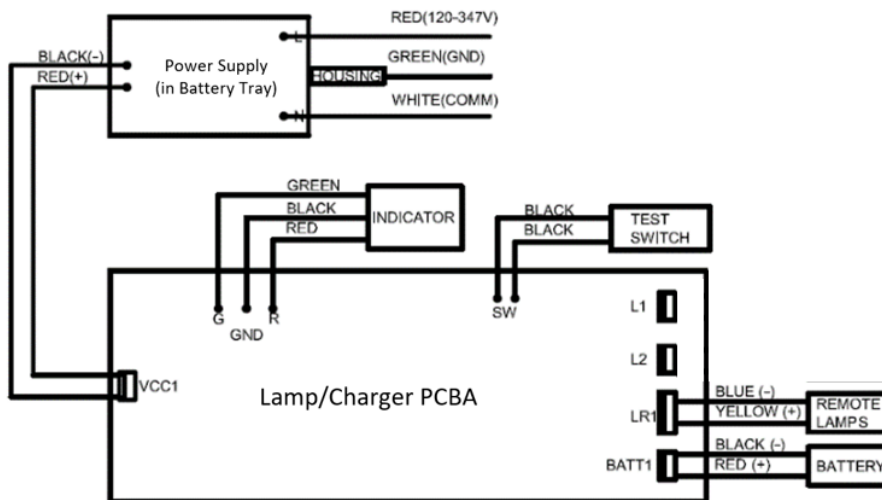 RED(120-347V)
BLACK(-)
RED(+)
Power Supply
(in Battery Tray)
L
HOUSING
GREEN(GND)
WHITE(COMM)
N
GREEN
BLACK
RED
INDICATOR
BLACK
BLACK
TEST
SWITCH
G
GND
R
SW
L1
L2
VCC1
Lamp/Charger PCBA
LR1
BLUE (-)
YELLOW (+)
REMOTE
LAMPS
BATT1
BLACK (-)
RED (+)
BATTERY